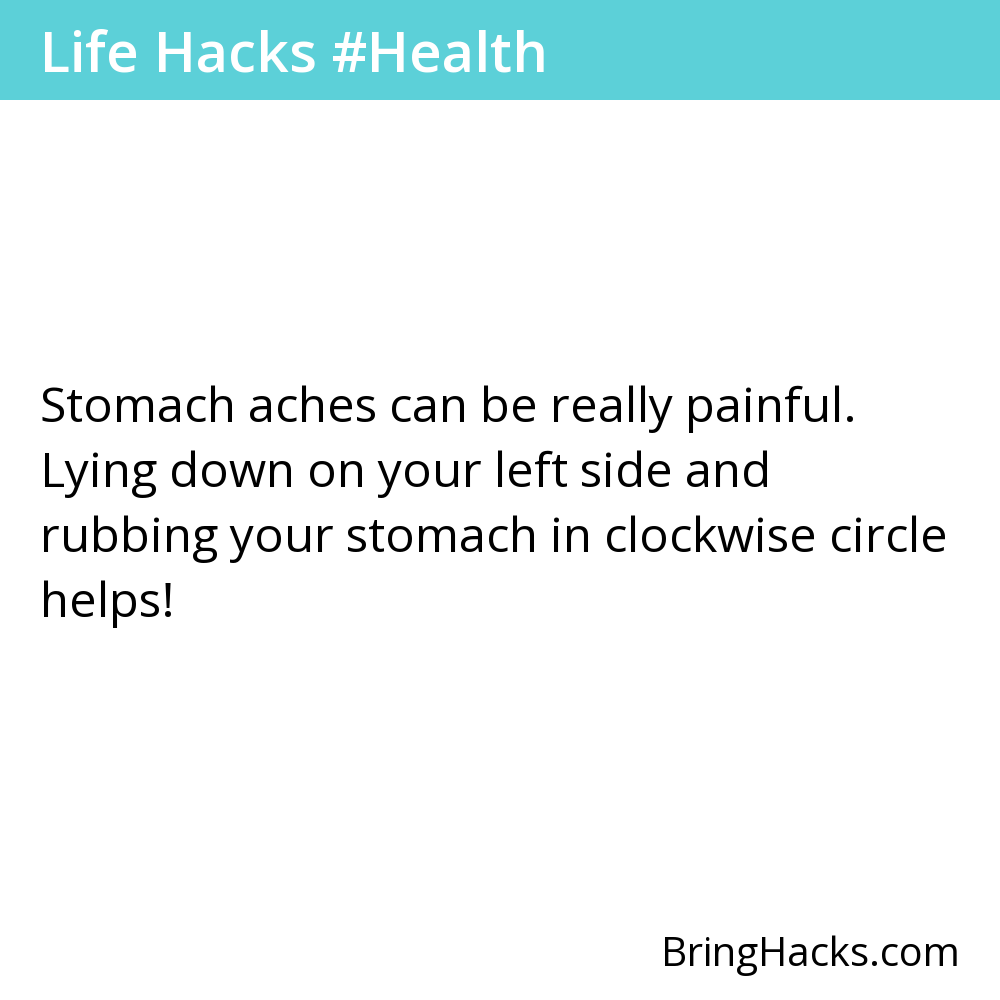 Life Hacks #Health
Stomach aches can be really painful.
Lying down on your left side and
rubbing your stomach in clockwise circle
helps!
BringHacks.com